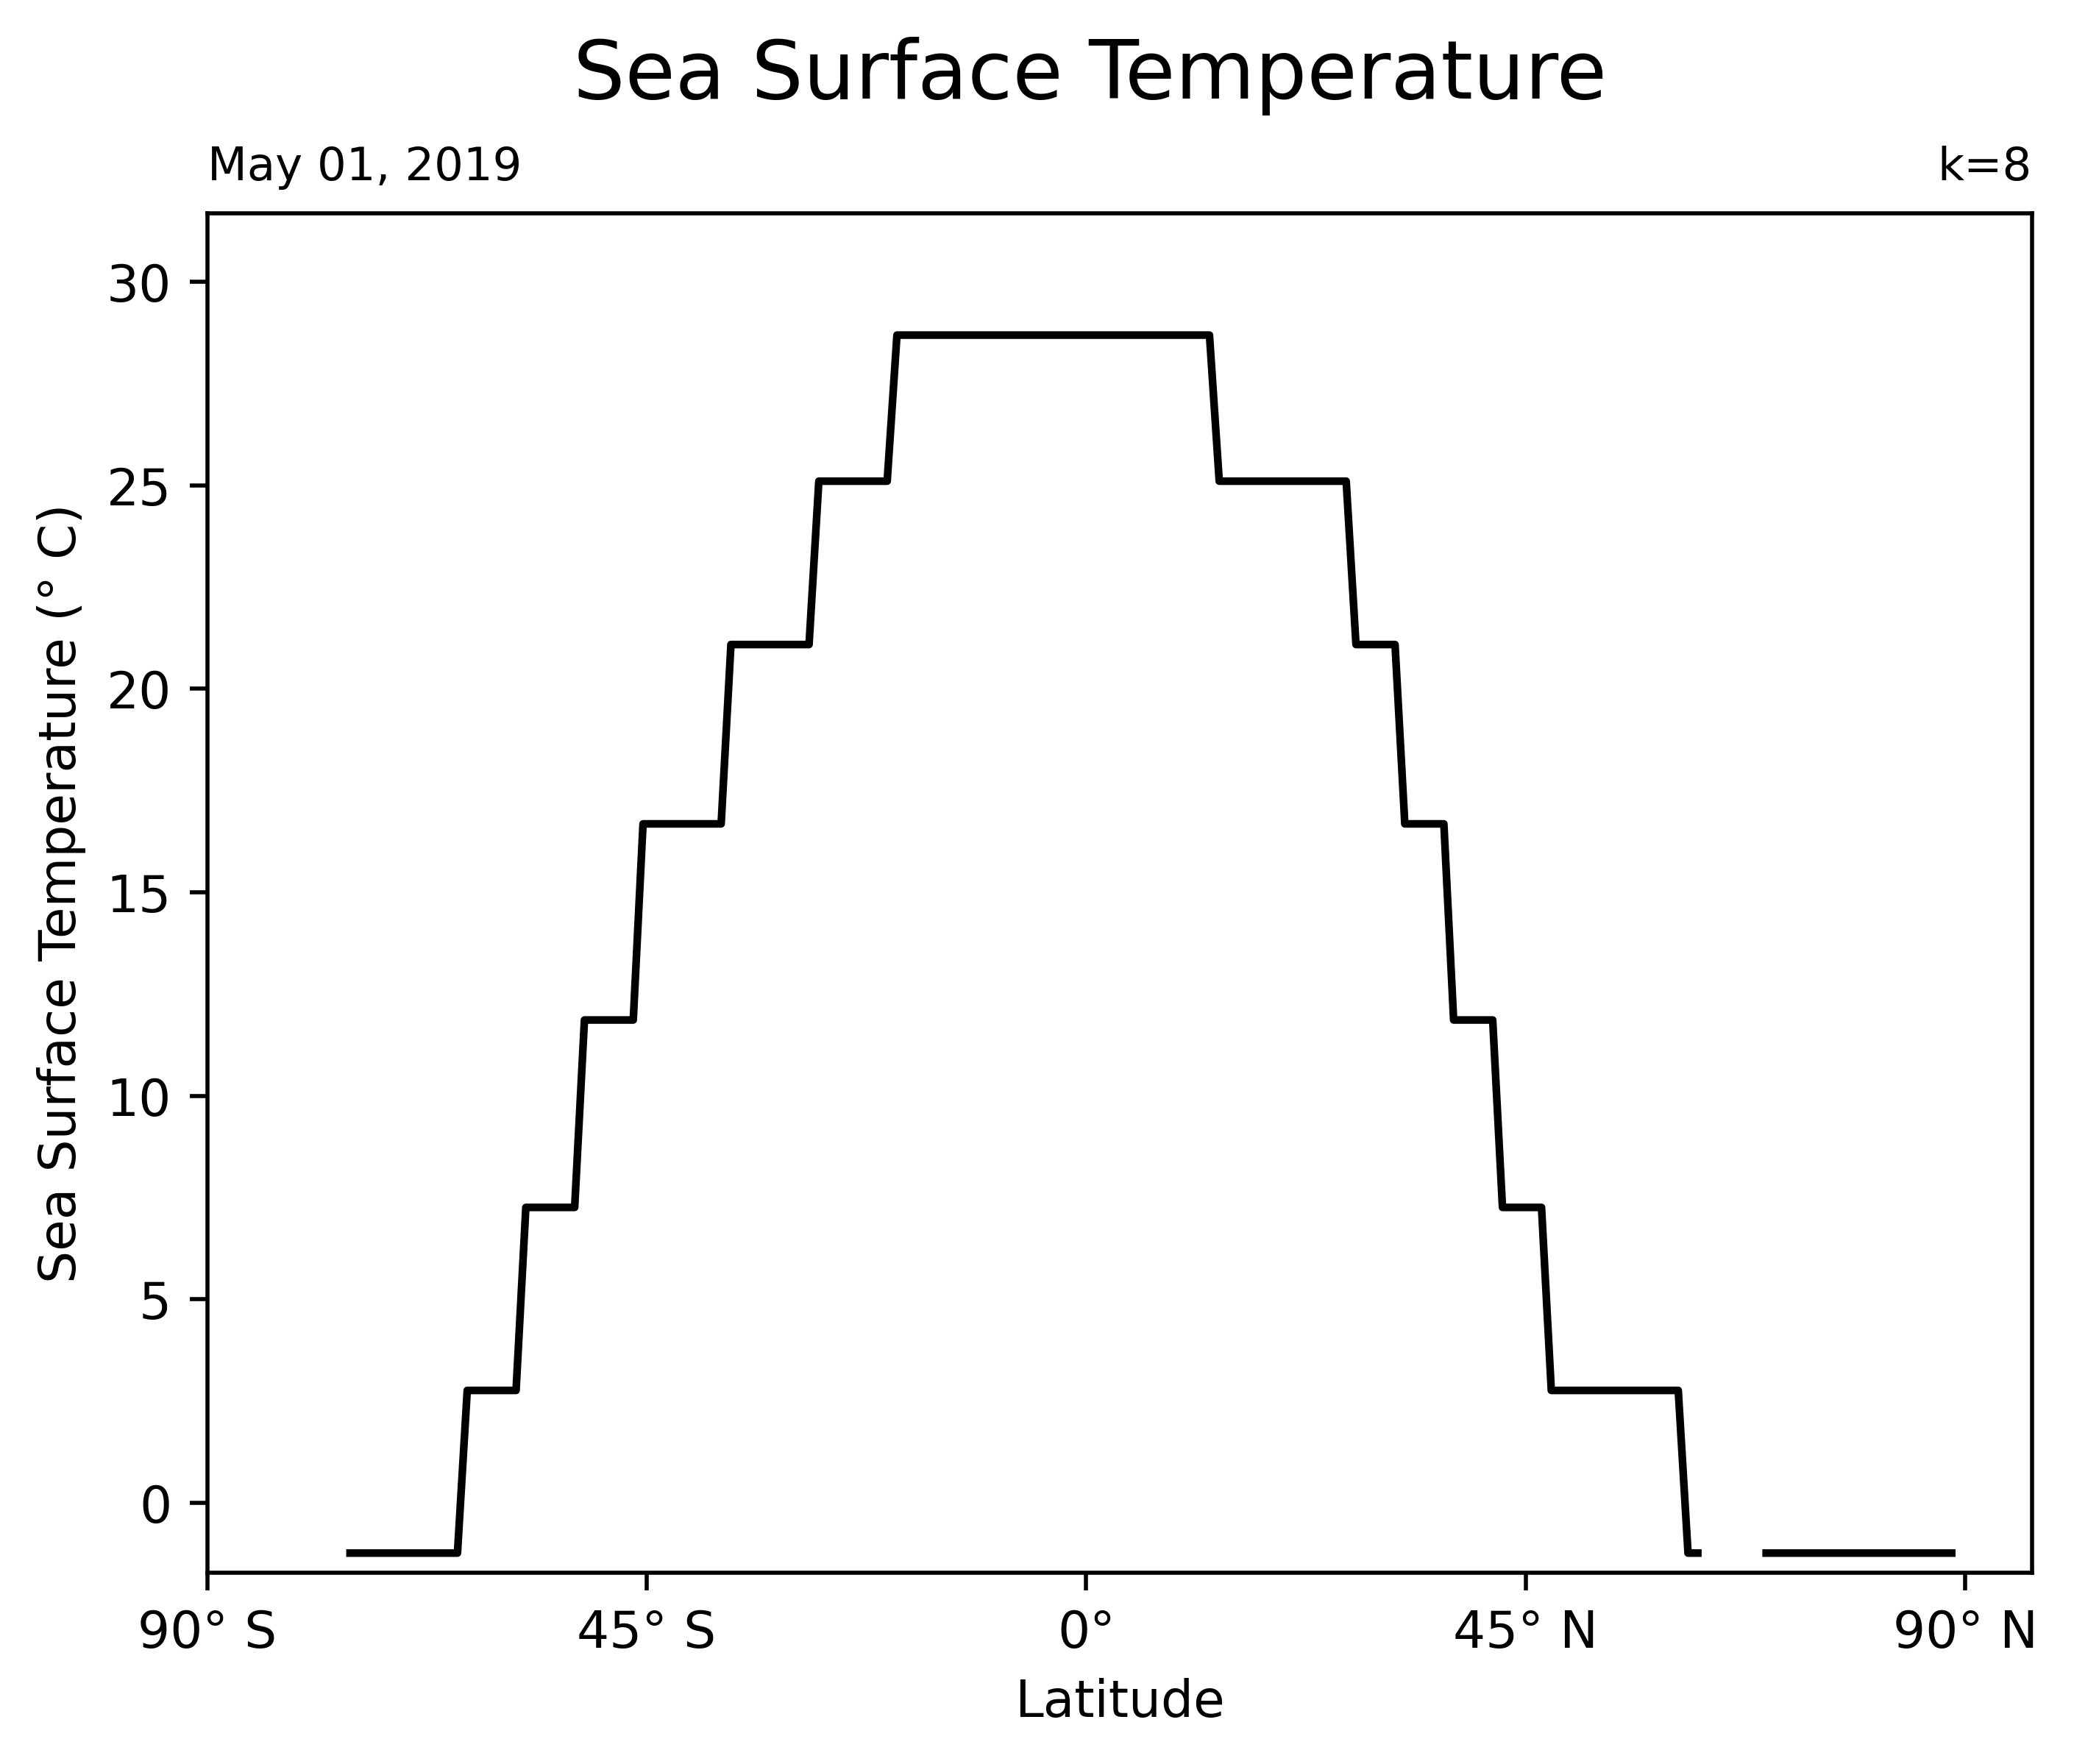 Sea Surface Temperature
May 01, 2019
k=8
Sea Surface Temperature (° C)
30
25
20
15
10
5
0
90° S
45° S
0°
45° N
90° N
Latitude